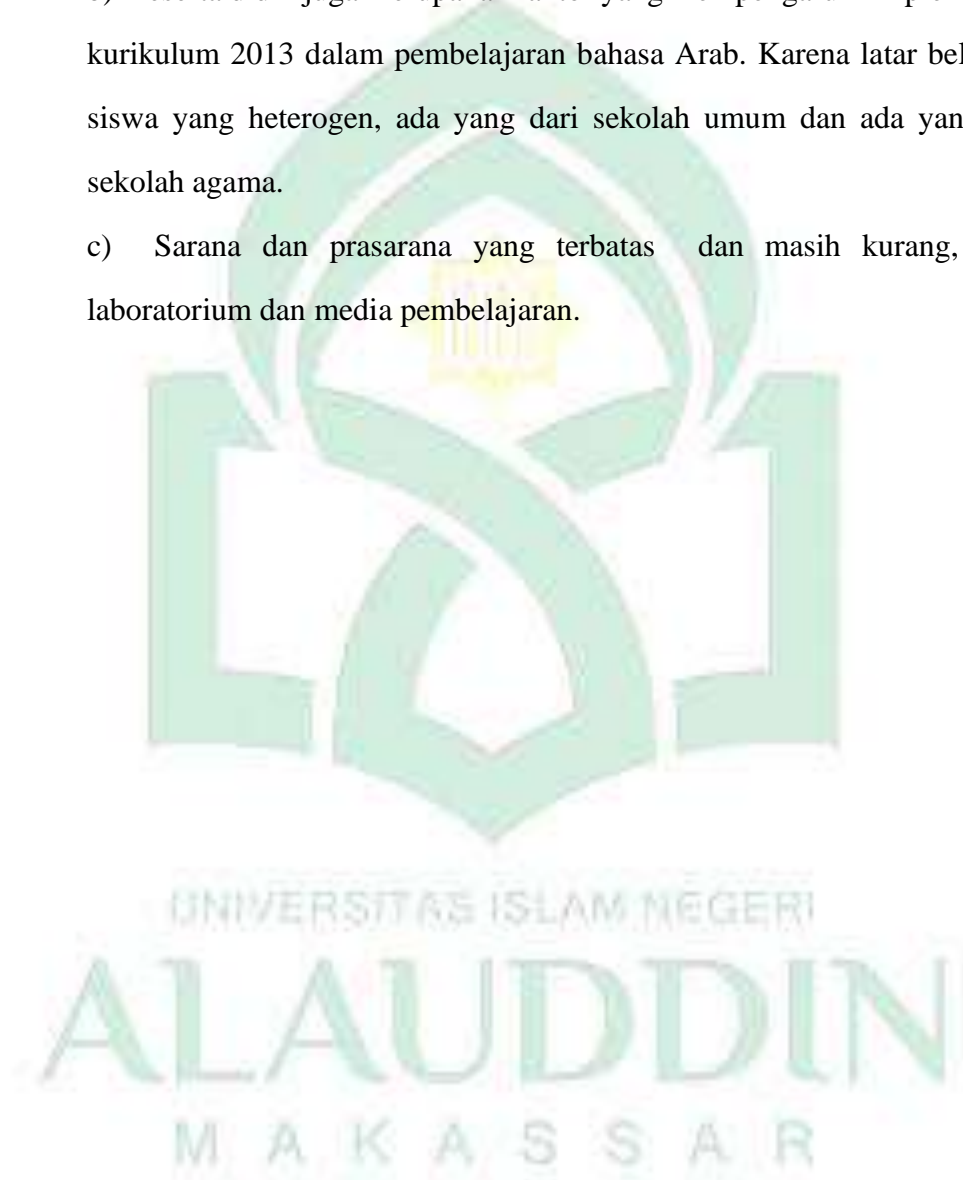 kurikulum 2013 dalam pembelajaran bahasa Arab. Karena latar bel
siswa yang heterogen, ada yang dari sekolah umum dan ada yan
sekolah agama.
c) Sarana dan prasarana yang terbatas dan masih kurang,
laboratorium dan media pembelajaran.
UNIVERSITAS ISLAM NEGERI
ALAUDDIN
MAKASSAR